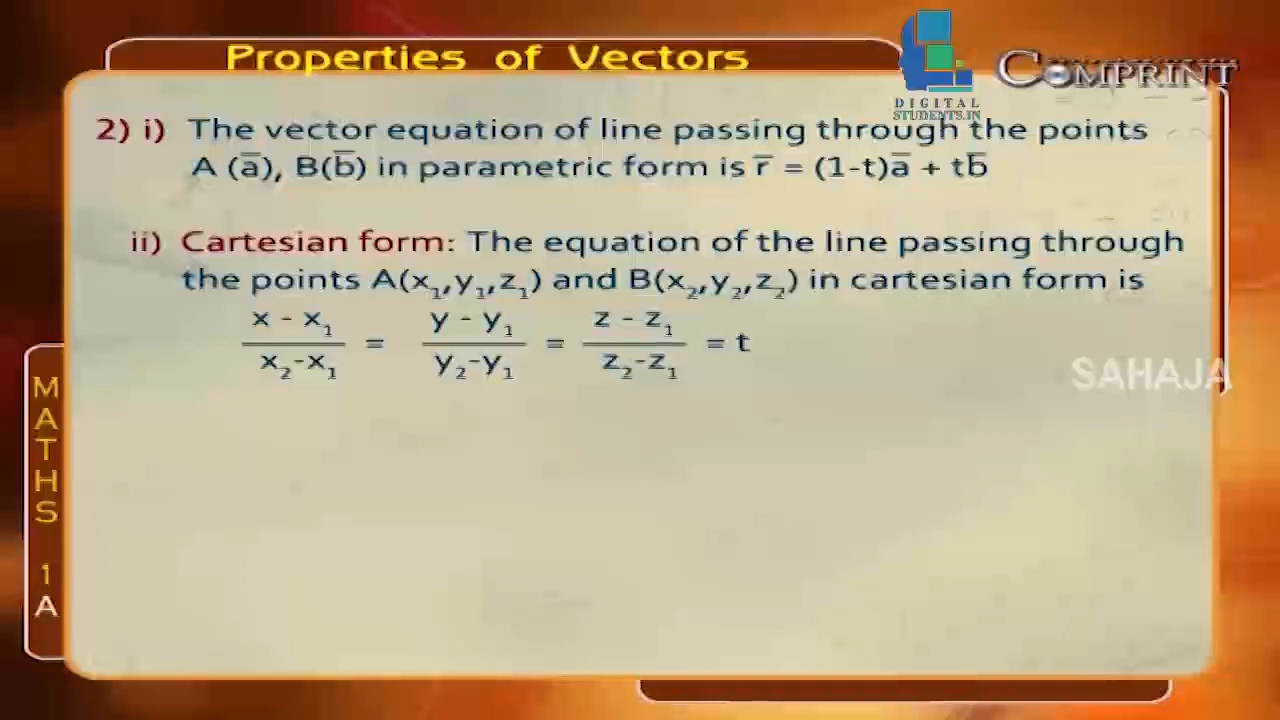 Properties of Vectors
DIGITAL
STUDENTS.IN
COMPRINT
2) i) The vector equation of line passing through the points
A (a̅), B(b̅) in parametric form is r̅ = (1-t)a̅ + tb̅
ii) Cartesian form: The equation of the line passing through
the points A(x₁,y₁,z₁) and B(x₂,y₂,z₂) in cartesian form is
x - x₁ y - y₁ z - z₁
= = = t
x₂-x₁ y₂-y₁ z₂-z₁
SAHAJA
MATHS 1A